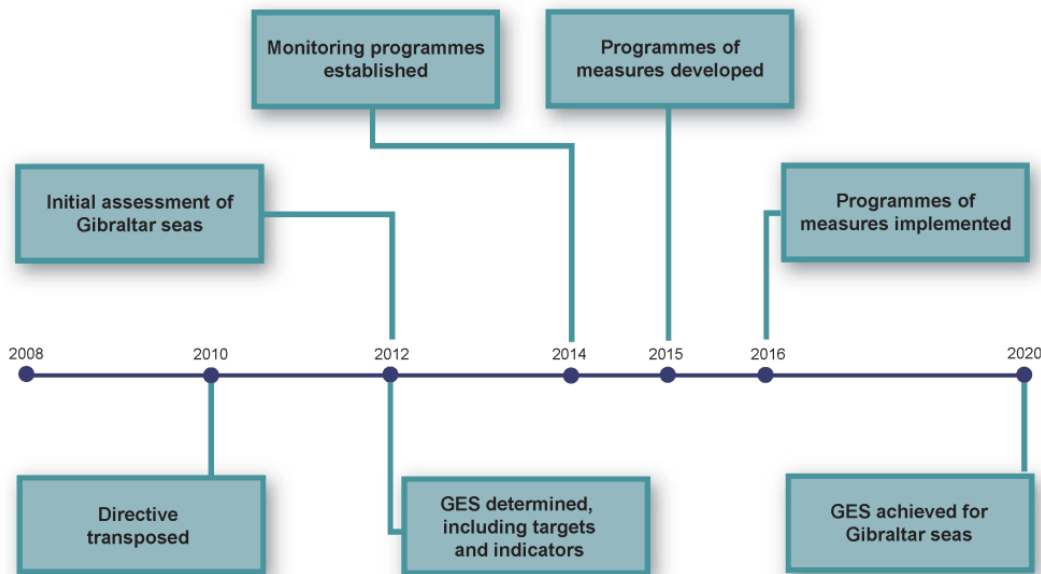 Monitoring programmes
established
Programmes of
measures developed
Initial assessment of
Gibraltar seas
Programmes of
measures implemented
2008
2010
2012
2014
2015
2016
2020
Directive
transposed
GES determined,
including targets
and indicators
GES achieved for
Gibraltar seas